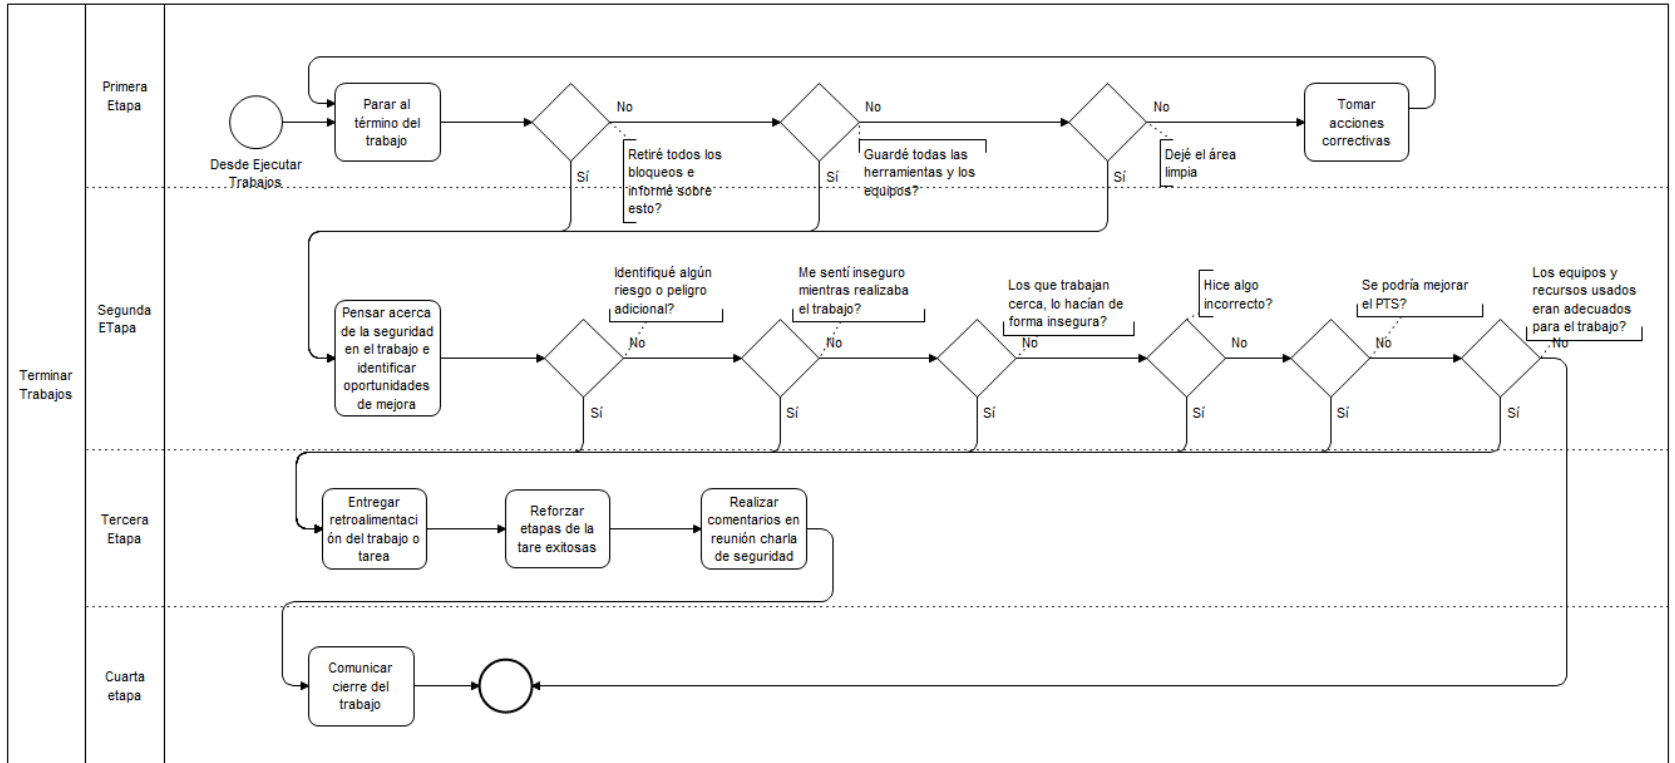 Terminar
Trabajos
Primera
Etapa
Desde Ejecutar
Trabajos
Parar al
término del
trabajo
No
Retiré todos los
bloqueos e
informé sobre
esto?
Sí
No
Guardé todas las
herramientas y los
equipos?
Sí
No
Dejé el área
limpia
Sí
Tomar
acciones
correctivas
Segunda
ETapa
Pensar acerca
de la seguridad
en el trabajo e
identificar
oportunidades
de mejora
Identifiqué algún
riesgo o peligro
adicional?
No
Sí
Me sentí inseguro
mientras realizaba
el trabajo?
No
Sí
Los que trabajan
cerca, lo hacían de
forma insegura?
No
Sí
Hice algo
incorrecto?
No
Sí
Se podría mejorar
el PTS?
No
Sí
Los equipos y
recursos usados
eran adecuados
para el trabajo?
No
Sí
Tercera
Etapa
Entregar
retroalimentaci
ón del trabajo o
tarea
Reforzar
etapas de la
tare exitosas
Realizar
comentarios en
reunión charla
de seguridad
Cuarta
etapa
Comunicar
cierre del
trabajo